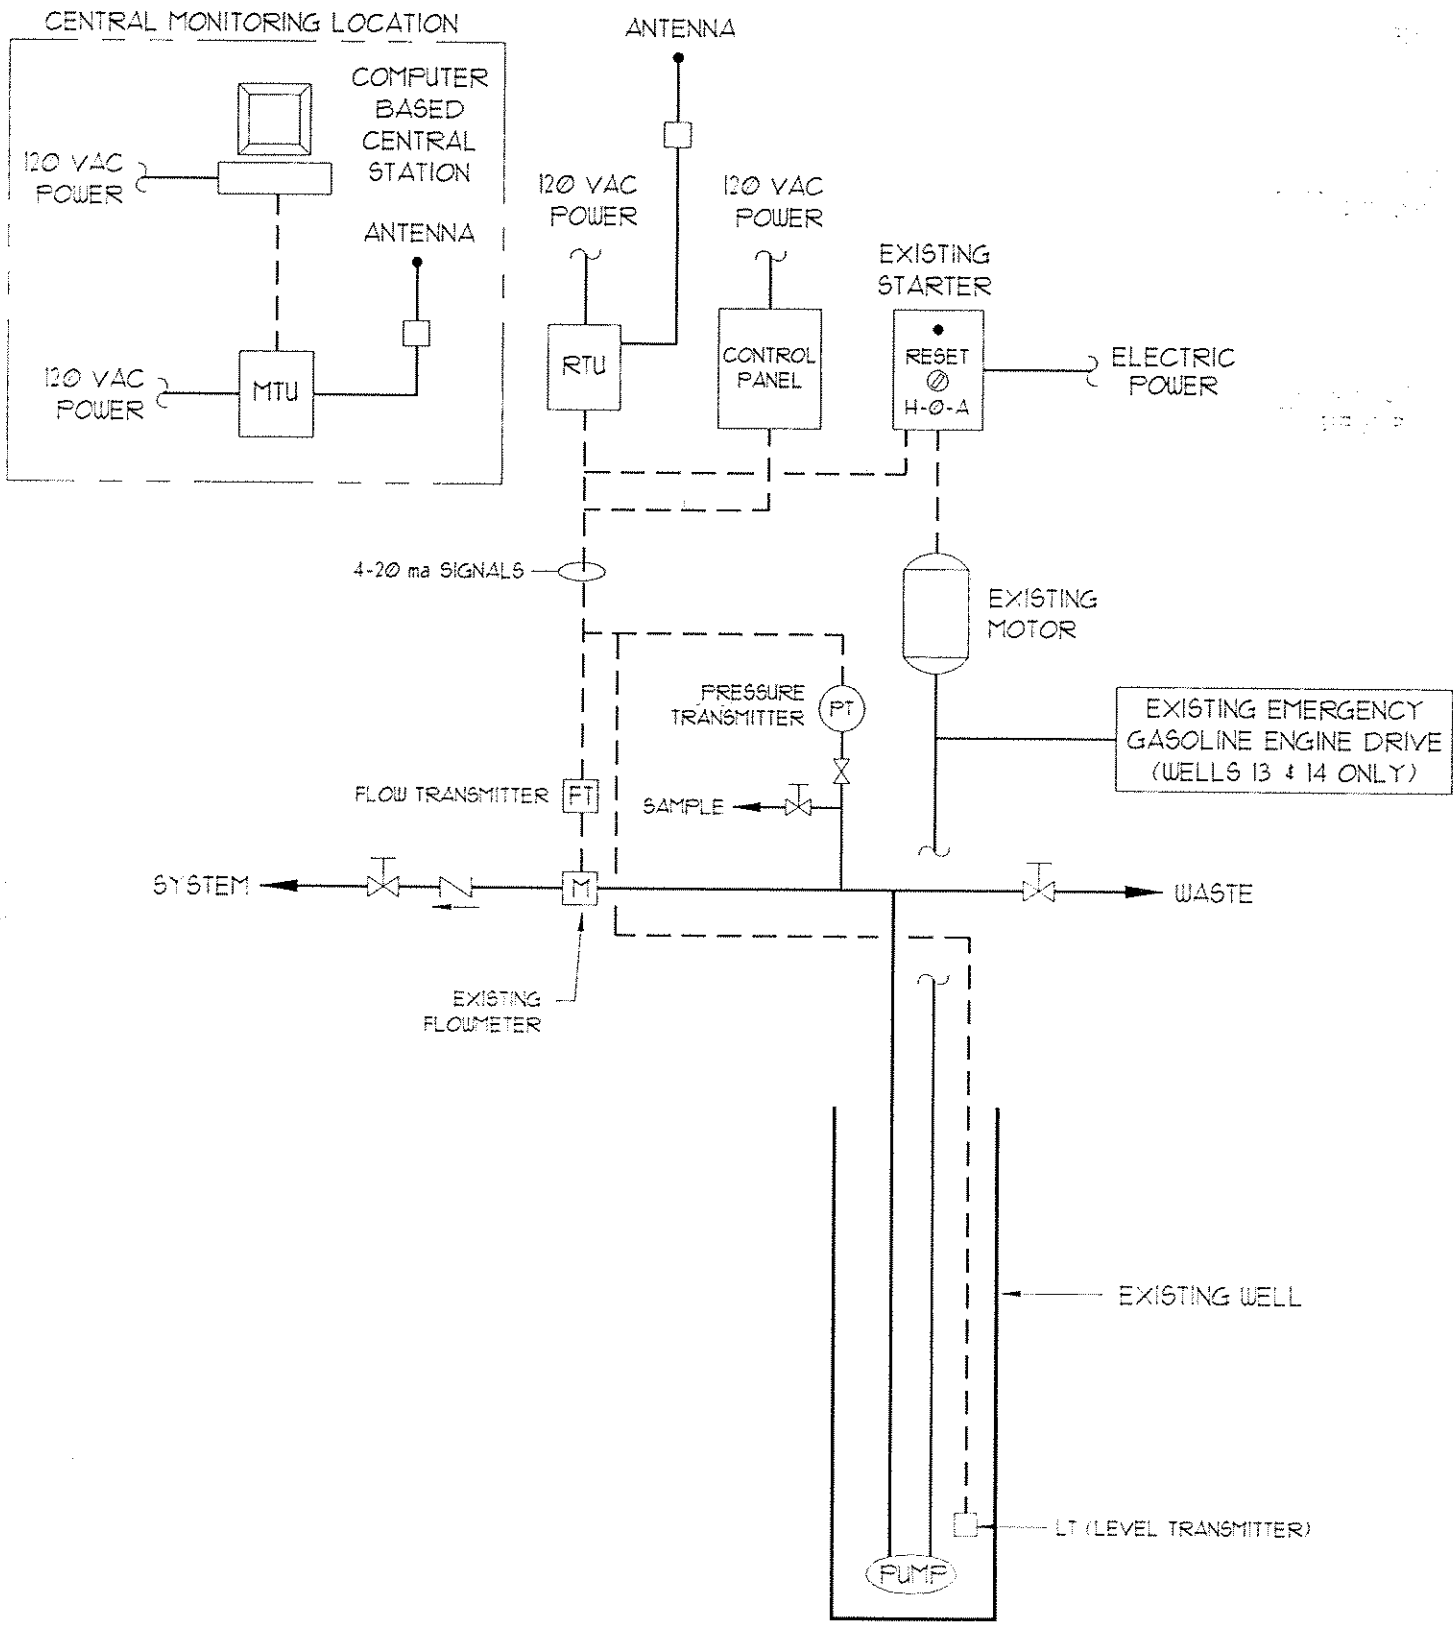 CENTRAL MONITORING LOCATION
COMPUTER
BASED
CENTRAL
STATION
120 VAC
POWER
ANTENNA
120 VAC
POWER
MTU
ANTENNA
120 VAC
POWER
120 VAC
POWER
RTU
CONTROL
PANEL
EXISTING
STARTER
RESET
H-O-A
ELECTRIC
POWER
4-20 ma SIGNALS
EXISTING
MOTOR
PRESSURE
TRANSMITTER
PT
EXISTING EMERGENCY
GASOLINE ENGINE DRIVE
(WELLS 13 & 14 ONLY)
FLOW TRANSMITTER
FT
SAMPLE
SYSTEM
M
WASTE
EXISTING
FLOWMETER
EXISTING WELL
LT (LEVEL TRANSMITTER)
PUMP